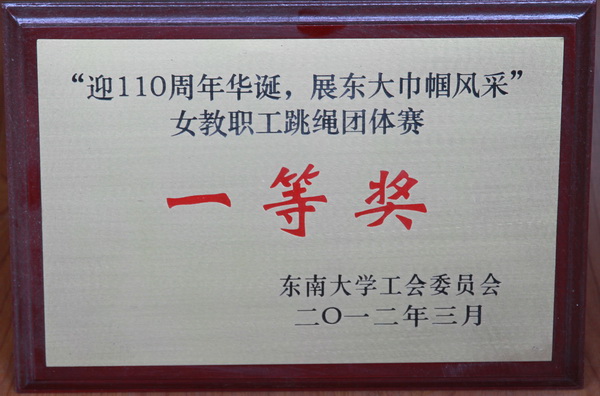 “迎110周年华诞，展东大巾帼风采”
女教职工跳绳团体赛
一等奖
东南大学工会委员会
二〇一二年三月